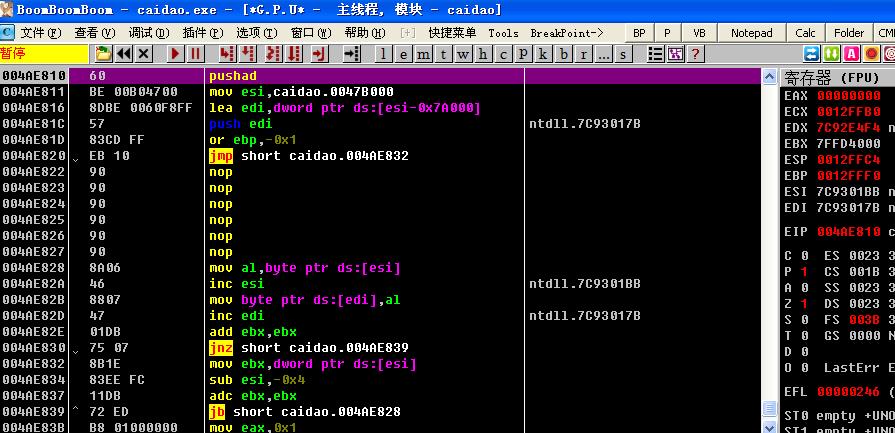 BoomBoomBoom - caidao.exe - [*G.P.U* - 主线程, 模块 - caidao]
C 文件(F) 查看(V) 调试(D) 插件(P) 选项(T) 窗口(W) 帮助(H) [+] 快捷菜单 Tools BreakPoint-> BP P VB Notepad Calc Folder CM
暂停 l e m t w h c p k b r ... s ?
004AE810 60 pushad
004AE811 BE 00B04700 mov esi,caidao.0047B000
004AE816 8DBE 0060F8FF lea edi,dword ptr ds:[esi-0x7A000]
004AE81C 57 push edi ntdll.7C93017B
004AE81D 83CD FF or ebp,-0x1
004AE820 EB 10 jmp short caidao.004AE832
004AE822 90 nop
004AE823 90 nop
004AE824 90 nop
004AE825 90 nop
004AE826 90 nop
004AE827 90 nop
004AE828 8A06 mov al,byte ptr ds:[esi]
004AE82A 46 inc esi ntdll.7C9301BB
004AE82B 8807 mov byte ptr ds:[edi],al
004AE82D 47 inc edi ntdll.7C93017B
004AE82E 01DB add ebx,ebx
004AE830 75 07 jnz short caidao.004AE839
004AE832 8B1E mov ebx,dword ptr ds:[esi]
004AE834 83EE FC sub esi,-0x4
004AE837 11DB adc ebx,ebx
004AE839 72 ED jb short caidao.004AE828
004AE83B B8 01000000 mov eax,0x1
寄存器 (FPU)
EAX 00000000
ECX 0012FFB0
EDX 7C92E4F4 n
EBX 7FFD4000
ESP 0012FFC4
EBP 0012FFF0
ESI 7C9301BB n
EDI 7C93017B n
EIP 004AE810 c
C 0 ES 0023 3
P 1 CS 001B 3
A 0 SS 0023 3
Z 1 DS 0023 3
S 0 FS 003B 3
T 0 GS 0000 N
D 0
O 0 LastErr E
EFL 00000246 (
ST0 empty +UNO
ST1 empty +UNO